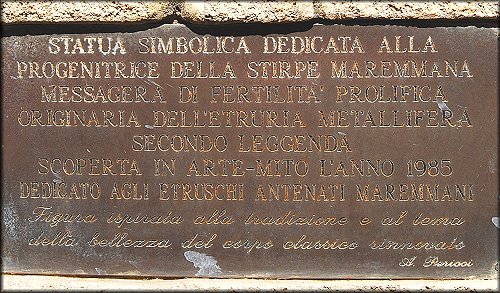 STATUA SIMBOLICA DEDICATA ALLA
PROGENITRICE DELLA STIRPE MAREMMANA
MESSAGERA DI FERTILITA' PROLIFICA
ORIGINARIA DELL'ETRURIA METALLIFERA
SECONDO LEGGENDA
SCOPERTA IN ARTE-MITO L'ANNO 1985
DEDICATO AGLI ETRUSCHI ANTENATI MAREMMANI
Figura ispirata alla tradizione e al tema
della bellezza del corpo classico rinnovato
A.